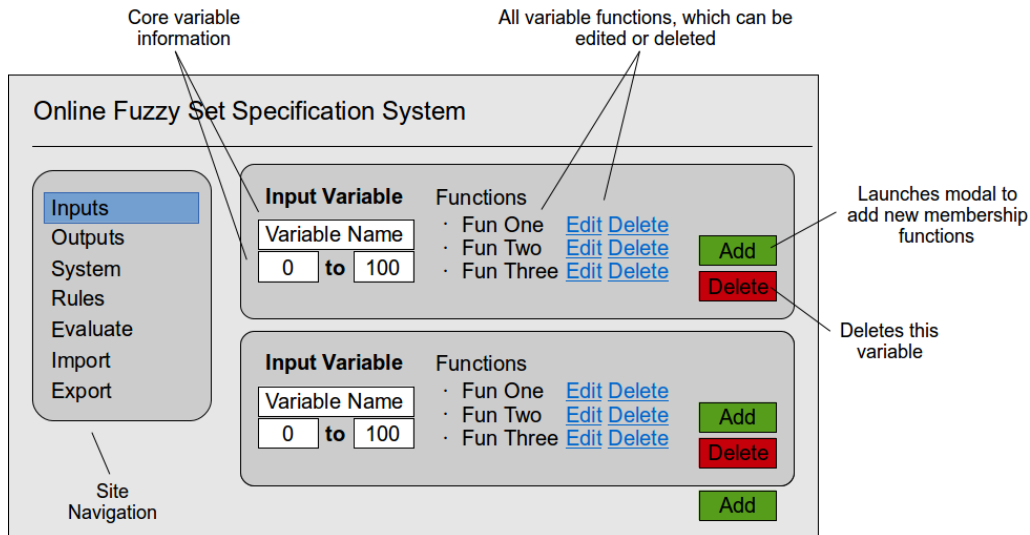 Core variable
information
All variable functions, which can be
edited or deleted
Online Fuzzy Set Specification System
Inputs
Outputs
System
Rules
Evaluate
Import
Export
Input Variable
Variable Name
0 to 100
Functions
· Fun One Edit Delete
· Fun Two Edit Delete
· Fun Three Edit Delete
Add
Delete
Launches modal to
add new membership
functions
Deletes this
variable
Input Variable
Variable Name
0 to 100
Functions
· Fun One Edit Delete
· Fun Two Edit Delete
· Fun Three Edit Delete
Add
Delete
Add
Site
Navigation